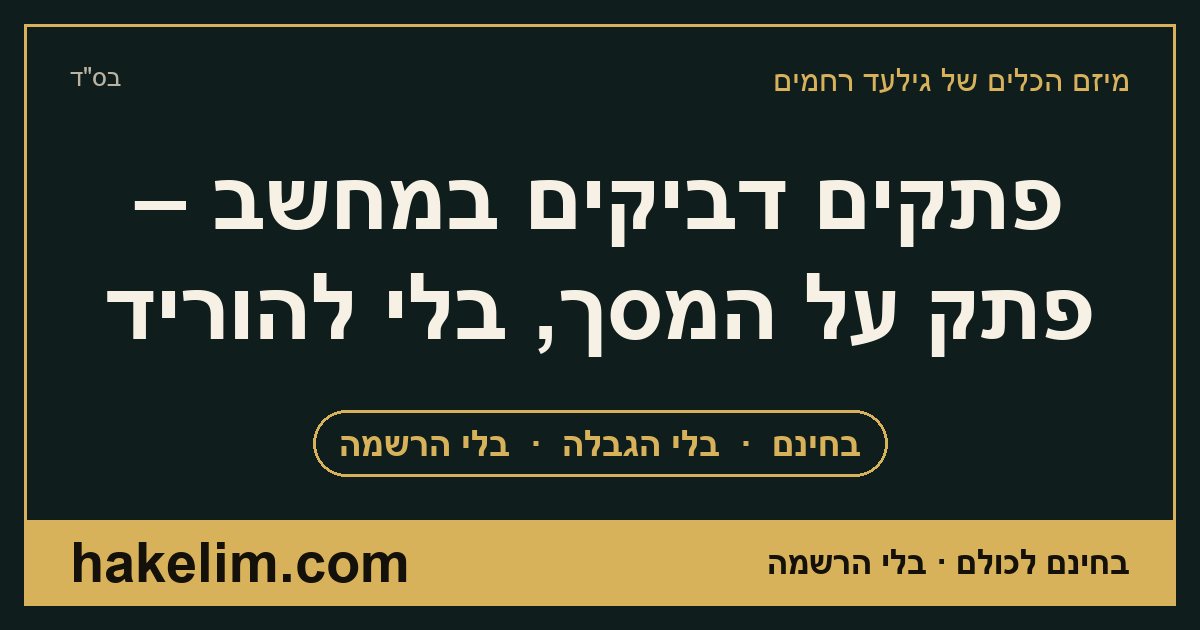 מיזם הכלים של גילעד רחמים
בס"ד
פתקים דביקים במחשב –
פתק על המסך, בלי להוריד
בחינם · בלי הגבלה · בלי הרשמה
בחינם לכולם · בלי הרשמה
hakelim.com